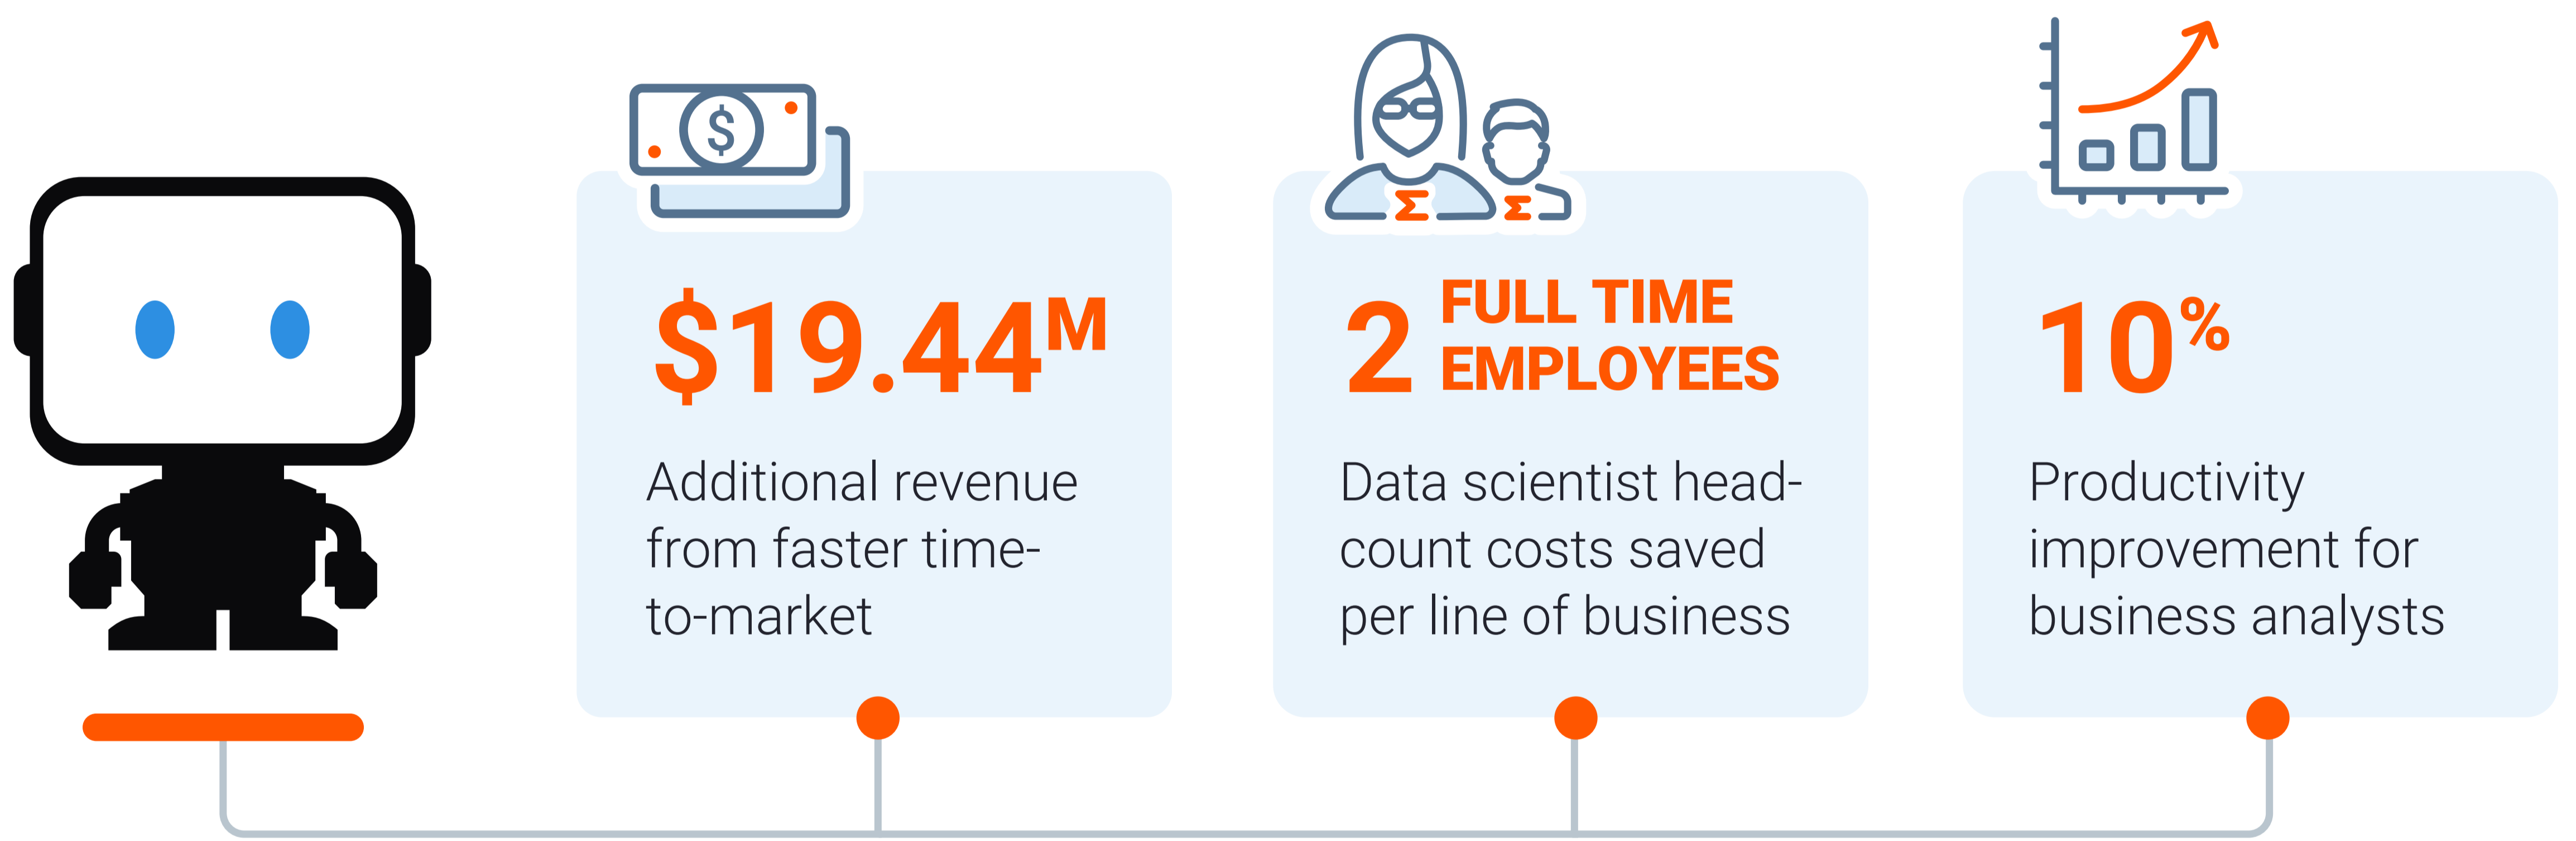 $
$19.44M
Additional revenue
from faster time-
to-market
Σ Σ
2 FULL TIME
EMPLOYEES
Data scientist head-
count costs saved
per line of business
10%
Productivity
improvement for
business analysts